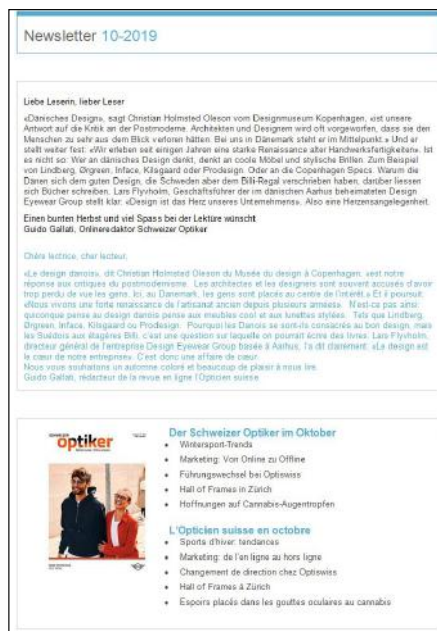 Newsletter 10-2019
Liebe Leserin, lieber Leser
«Dänisches Design», sagt Christian Holmsted Oleson vom Designmuseum Kopenhagen, «ist unsere
Antwort auf die Kritik an der Postmoderne. Architekten und Designern wird oft vorgeworfen, dass sie den
Menschen zu sehr aus dem Blick verloren hätten. Bei uns in Dänemark steht er im Mittelpunkt.» Und er
stellt weiter fest: «Wir erleben seit einigen Jahren eine starke Renaissance alter Handwerksfertigkeiten». Ist
es nicht so: Wer an dänisches Design denkt, denkt an coole Möbel und stylische Brillen. Zum Beispiel
von Lindberg, Ørgreen, Inface, Kilsgaard oder Prodesign. Oder an die Copenhagen Specs. Warum die
Dänen sich dem guten Design, die Schweden aber dem Billi-Regal verschrieben haben, darüber liessen
sich Bücher schreiben. Lars Flyvholm, Geschäftsführer der im dänischen Aarhus beheimateten Design
Eyewear Group stellt klar: «Design ist das Herz unseres Unternehmens». Also eine Herzensangelegenheit.
Einen bunten Herbst und viel Spass bei der Lektüre wünscht
Guido Gallati, Onlineredaktor Schweizer Optiker
Chère lectrice, cher lecteur,
«Le design danois», dit Christian Holmsted Oleson du Musée du design à Copenhague, «est notre
réponse aux critiques du postmodernisme. Les architectes et les designers sont souvent accusés d'avoir
trop perdu de vue les gens. Ici, au Danemark, les gens sont placés au centre de l'intérêt.» Et il poursuit:
«Nous vivons une forte renaissance de l'artisanat ancien depuis plusieurs années». N'est-ce pas ainsi:
quiconque pense au design danois pense aux meubles cool et aux lunettes stylées. Tels que Lindberg,
Ørgreen, Inface, Kilsgaard ou Prodesign. Pourquoi les Danois se sont-ils consacrés au bon design, mais
les Suédois aux étagères Billi, c'est une question sur laquelle on pourrait écrire des livres. Lars Flyholm,
directeur général de l'entreprise Design Eyewear Group basée à Aarhus, l'a dit clairement: «Le design est
le cœur de notre entreprise». C'est donc une affaire de cœur.
Nous vous souhaitons un automne coloré et beaucoup de plaisir à nous lire.
Guido Gallati, rédacteur de la revue en ligne l'Opticien suisse
optiker
Der Schweizer Optiker im Oktober
• Wintersport-Trends
• Marketing: Von Online zu Offline
• Führungswechsel bei Optiswiss
• Hall of Frames in Zürich
• Hoffnungen auf Cannabis-Augentropfen
L'Opticien suisse en octobre
• Sports d'hiver: tendances
• Marketing: de l'en ligne au hors ligne
• Changement de direction chez Optiswiss
• Hall of Frames à Zürich
• Espoirs placés dans les gouttes oculaires au cannabis